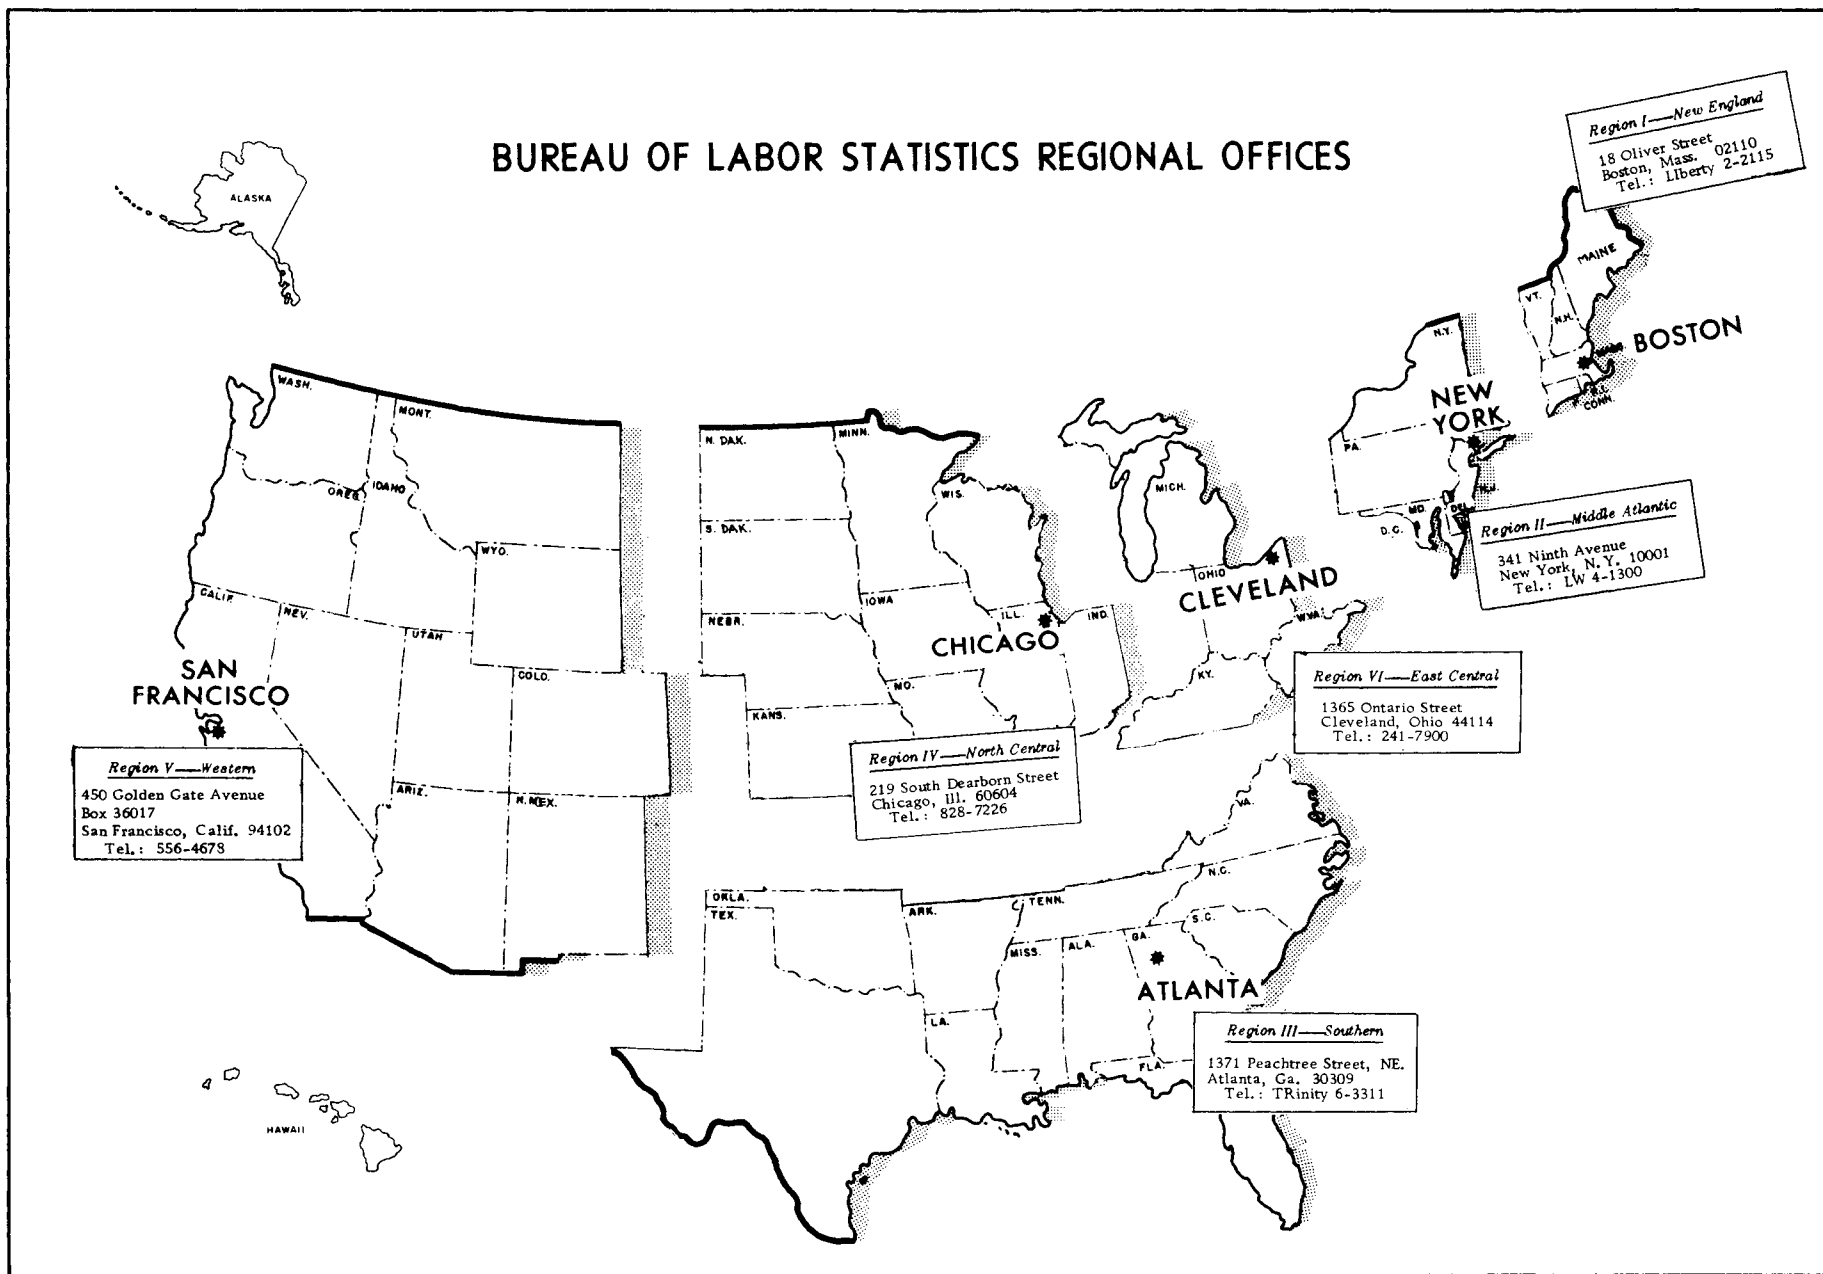 BUREAU OF LABOR STATISTICS REGIONAL OFFICES
Region I—New England
18 Oliver Street
Boston, Mass. 02110
Tel.: LIberty 2-2115
ALASKA
MAINE
VT.
N.H.
MASS.
BOSTON
R.I.
CONN.
N.Y.
NEW
YORK
PA.
N.J.
MD.
DEL.
D.C.
Region II—Middle Atlantic
341 Ninth Avenue
New York, N.Y. 10001
Tel.: LW 4-1300
WASH.
MONT.
OREG.
IDAHO
WYO.
CALIF.
NEV.
UTAH
COLO.
ARIZ.
N.MEX.
SAN
FRANCISCO
Region V—Western
450 Golden Gate Avenue
Box 36017
San Francisco, Calif. 94102
Tel.: 556-4678
N. DAK.
MINN.
S. DAK.
WIS.
IOWA
NEBR.
ILL.
IND.
CHICAGO
MO.
KANS.
Region IV—North Central
219 South Dearborn Street
Chicago, Ill. 60604
Tel.: 828-7226
MICH.
OHIO
CLEVELAND
W.VA.
KY.
Region VI—East Central
1365 Ontario Street
Cleveland, Ohio 44114
Tel.: 241-7900
VA.
N.C.
OKLA.
TEX.
ARK.
TENN.
S.C.
MISS.
ALA.
GA.
ATLANTA
LA.
FLA.
Region III—Southern
1371 Peachtree Street, NE.
Atlanta, Ga. 30309
Tel.: TRinity 6-3311
HAWAII